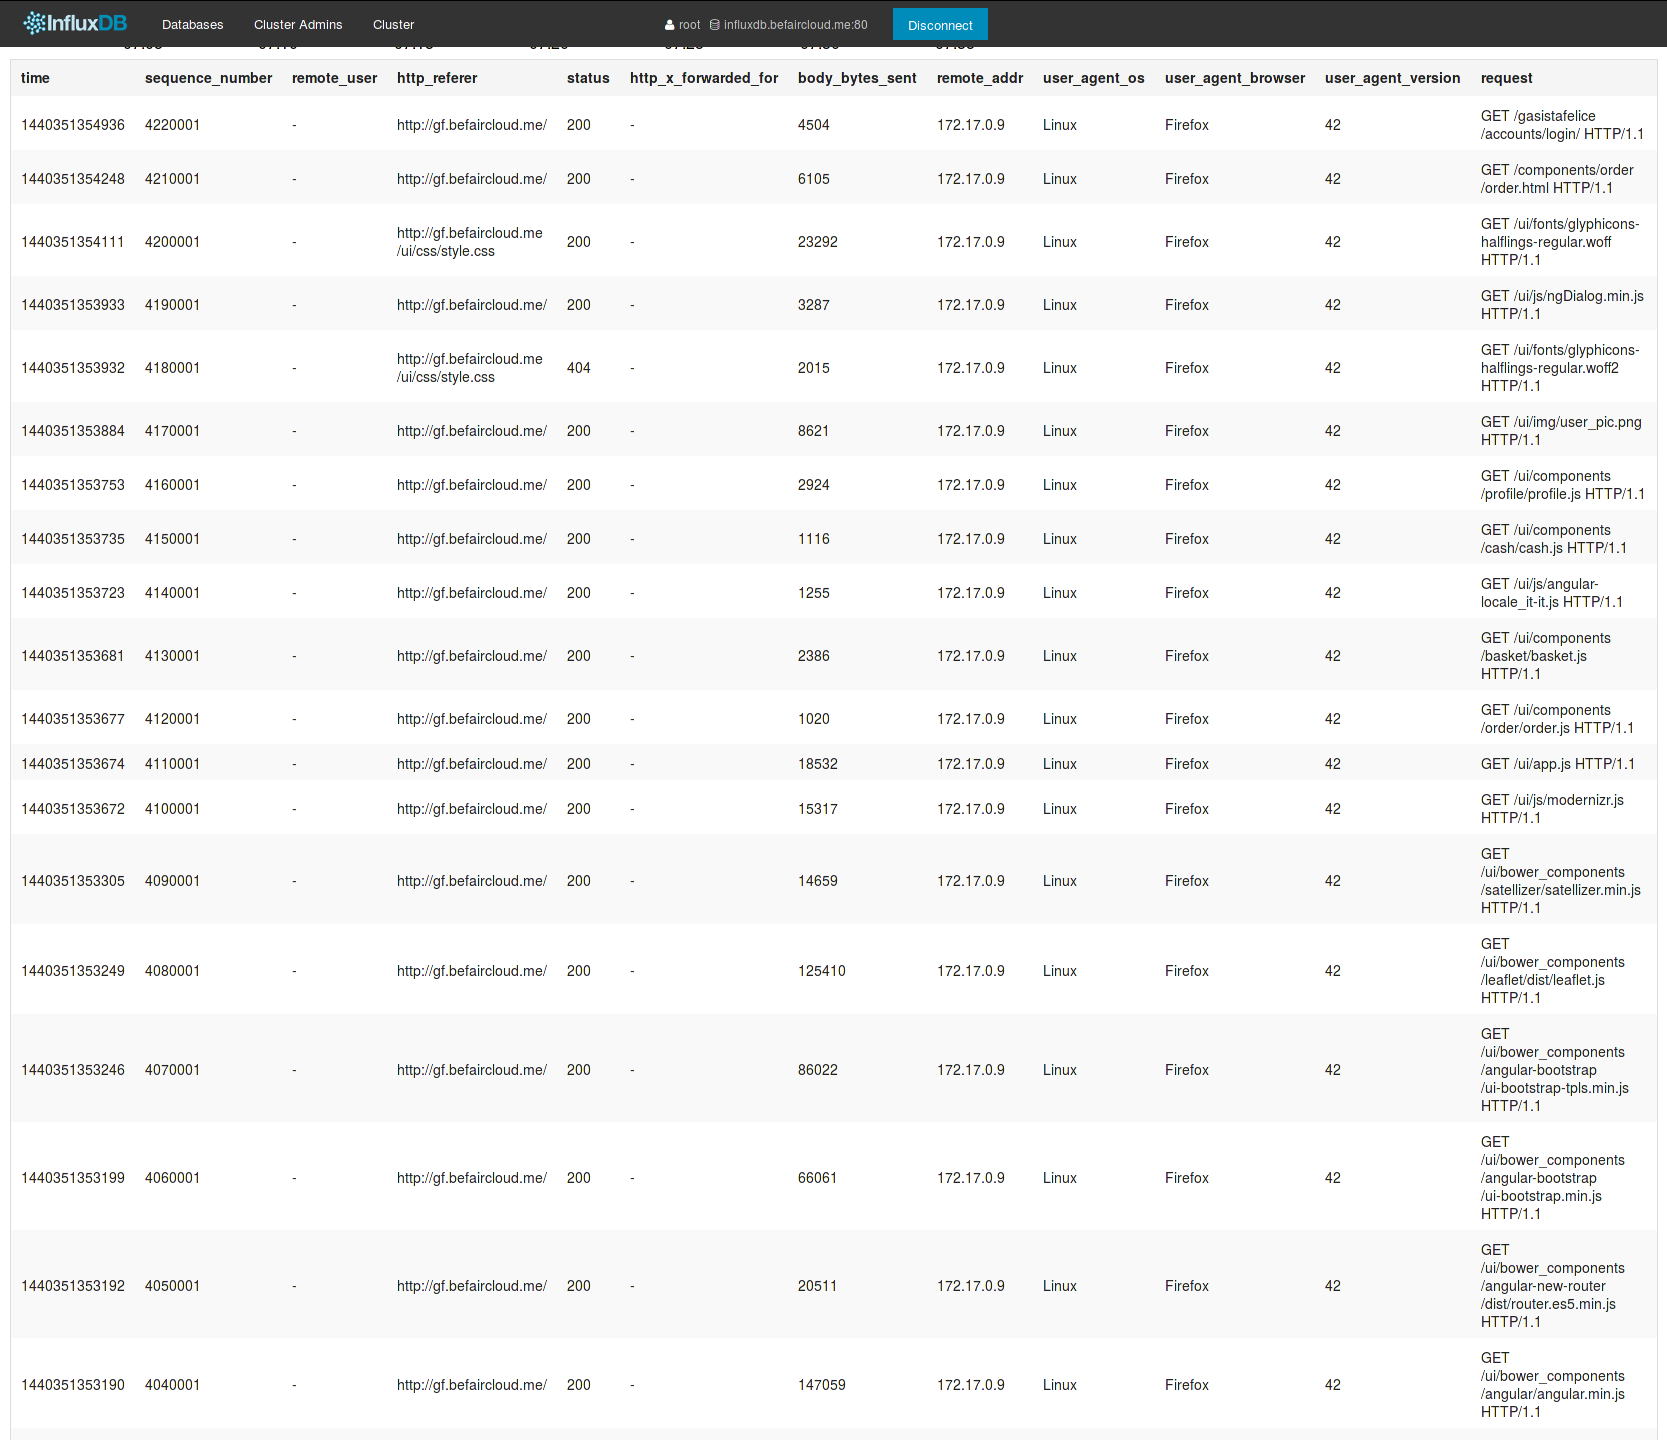 InfluxDB Databases Cluster Admins Cluster root influxdb.befaircloud.me:80 Disconnect
time sequence_number remote_user http_referer status http_x_forwarded_for body_bytes_sent remote_addr user_agent_os user_agent_browser user_agent_version request
GET /gasistafelice
1440351354936 4220001 - http://gf.befaircloud.me/ 200 - 4504 172.17.0.9 Linux Firefox 42
/accounts/login/ HTTP/1.1
GET /components/order
1440351354248 4210001 - http://gf.befaircloud.me/ 200 - 6105 172.17.0.9 Linux Firefox 42
/order.html HTTP/1.1
GET /ui/fonts/glyphicons-
http://gf.befaircloud.me
1440351354111 4200001 - 200 - 23292 172.17.0.9 Linux Firefox 42 halflings-regular.woff
/ui/css/style.css
HTTP/1.1
GET /ui/js/ngDialog.min.js
1440351353933 4190001 - http://gf.befaircloud.me/ 200 - 3287 172.17.0.9 Linux Firefox 42
HTTP/1.1
GET /ui/fonts/glyphicons-
http://gf.befaircloud.me
1440351353932 4180001 - 404 - 2015 172.17.0.9 Linux Firefox 42 halflings-regular.woff2
/ui/css/style.css
HTTP/1.1
GET /ui/img/user_pic.png
1440351353884 4170001 - http://gf.befaircloud.me/ 200 - 8621 172.17.0.9 Linux Firefox 42
HTTP/1.1
GET /ui/components
1440351353753 4160001 - http://gf.befaircloud.me/ 200 - 2924 172.17.0.9 Linux Firefox 42
/profile/profile.js HTTP/1.1
GET /ui/components
1440351353735 4150001 - http://gf.befaircloud.me/ 200 - 1116 172.17.0.9 Linux Firefox 42
/cash/cash.js HTTP/1.1
GET /ui/js/angular-
1440351353723 4140001 - http://gf.befaircloud.me/ 200 - 1255 172.17.0.9 Linux Firefox 42
locale_it-it.js HTTP/1.1
GET /ui/components
1440351353681 4130001 - http://gf.befaircloud.me/ 200 - 2386 172.17.0.9 Linux Firefox 42 /basket/basket.js
HTTP/1.1
GET /ui/components
1440351353677 4120001 - http://gf.befaircloud.me/ 200 - 1020 172.17.0.9 Linux Firefox 42
/order/order.js HTTP/1.1
1440351353674 4110001 - http://gf.befaircloud.me/ 200 - 18532 172.17.0.9 Linux Firefox 42 GET /ui/app.js HTTP/1.1
GET /ui/js/modernizr.js
1440351353672 4100001 - http://gf.befaircloud.me/ 200 - 15317 172.17.0.9 Linux Firefox 42
HTTP/1.1
GET
/ui/bower_components
1440351353305 4090001 - http://gf.befaircloud.me/ 200 - 14659 172.17.0.9 Linux Firefox 42
/satellizer/satellizer.min.js
HTTP/1.1
GET
/ui/bower_components
1440351353249 4080001 - http://gf.befaircloud.me/ 200 - 125410 172.17.0.9 Linux Firefox 42
/leaflet/dist/leaflet.js
HTTP/1.1
GET
/ui/bower_components
1440351353246 4070001 - http://gf.befaircloud.me/ 200 - 86022 172.17.0.9 Linux Firefox 42 /angular-bootstrap
/ui-bootstrap-tpls.min.js
HTTP/1.1
GET
/ui/bower_components
1440351353199 4060001 - http://gf.befaircloud.me/ 200 - 66061 172.17.0.9 Linux Firefox 42 /angular-bootstrap
/ui-bootstrap.min.js
HTTP/1.1
GET
/ui/bower_components
1440351353192 4050001 - http://gf.befaircloud.me/ 200 - 20511 172.17.0.9 Linux Firefox 42 /angular-new-router
/dist/router.es5.min.js
HTTP/1.1
GET
/ui/bower_components
1440351353190 4040001 - http://gf.befaircloud.me/ 200 - 147059 172.17.0.9 Linux Firefox 42
/angular/angular.min.js
HTTP/1.1